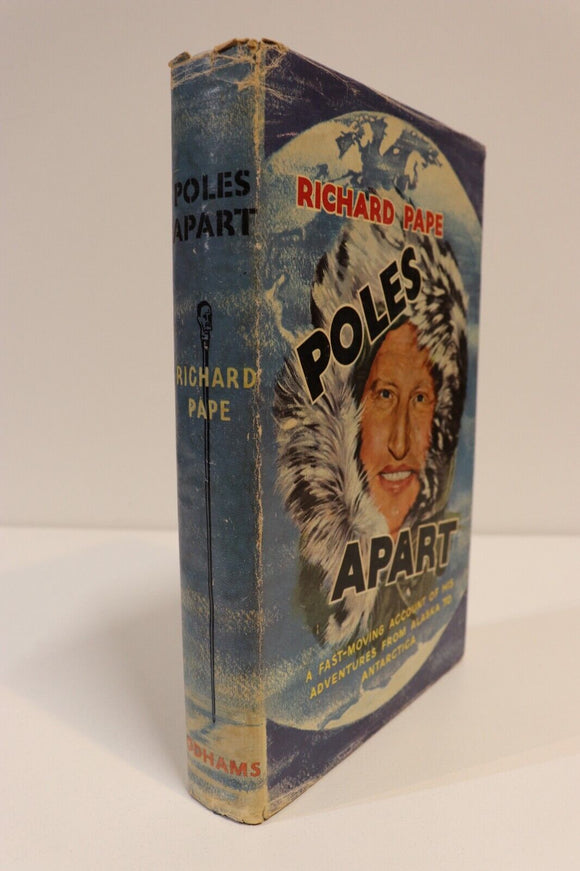 POLES
APART
RICHARD
PAPE
ODHAMS
RICHARD PAPE
POLES
APART
A FAST-MOVING ACCOUNT OF HIS
ADVENTURES FROM ALASKA TO
ANTARCTICA